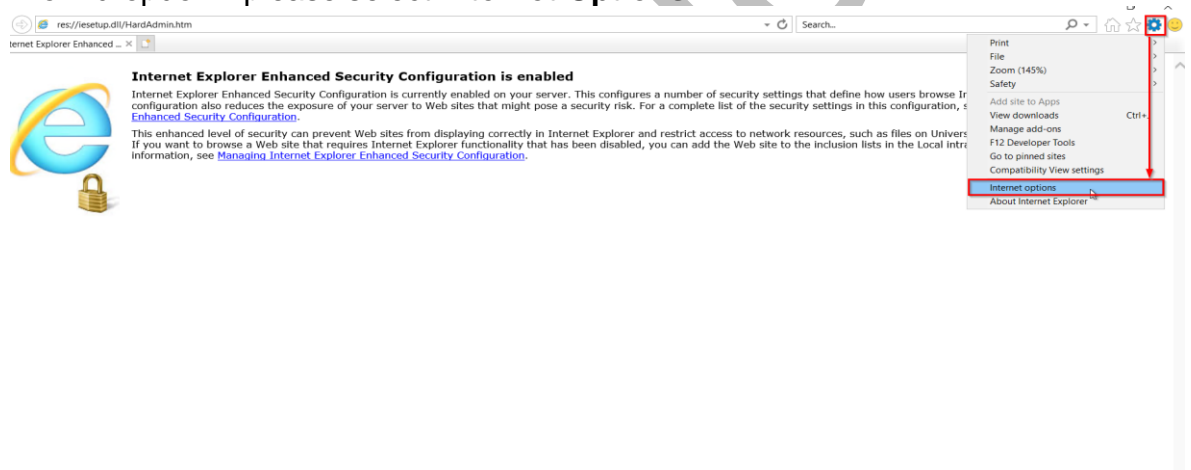 please select Internet Options
res://iesetup.dll/HardAdmin.htm
Search...
ternet Explorer Enhanced ...
Print
File
Zoom (145%)
Safety
Add site to Apps
View downloads Ctrl+
Manage add-ons
F12 Developer Tools
Go to pinned sites
Compatibility View settings
Internet options
About Internet Explorer
Internet Explorer Enhanced Security Configuration is enabled
Internet Explorer Enhanced Security Configuration is currently enabled on your server. This configures a number of security settings that define how users browse In
configuration also reduces the exposure of your server to Web sites that might pose a security risk. For a complete list of the security settings in this configuration, s
Enhanced Security Configuration.
This enhanced level of security can prevent Web sites from displaying correctly in Internet Explorer and restrict access to network resources, such as files on Univers
If you want to browse a Web site that requires Internet Explorer functionality that has been disabled, you can add the Web site to the inclusion lists in the Local intra
information, see Managing Internet Explorer Enhanced Security Configuration.